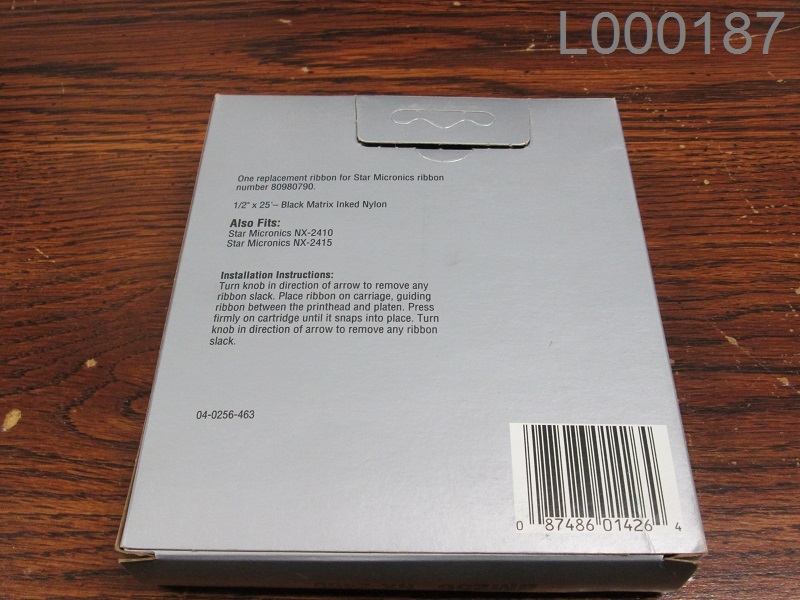 L000187
One replacement ribbon for Star Micronics ribbon
number 80980790.
1/2" x 25'– Black Matrix Inked Nylon
Also Fits:
Star Micronics NX-2410
Star Micronics NX-2415
Installation Instructions:
Turn knob in direction of arrow to remove any
ribbon slack. Place ribbon on carriage, guiding
ribbon between the printhead and platen. Press
firmly on cartridge until it snaps into place. Turn
knob in direction of arrow to remove any ribbon
slack.
04-0256-463
0 87486 01426 4